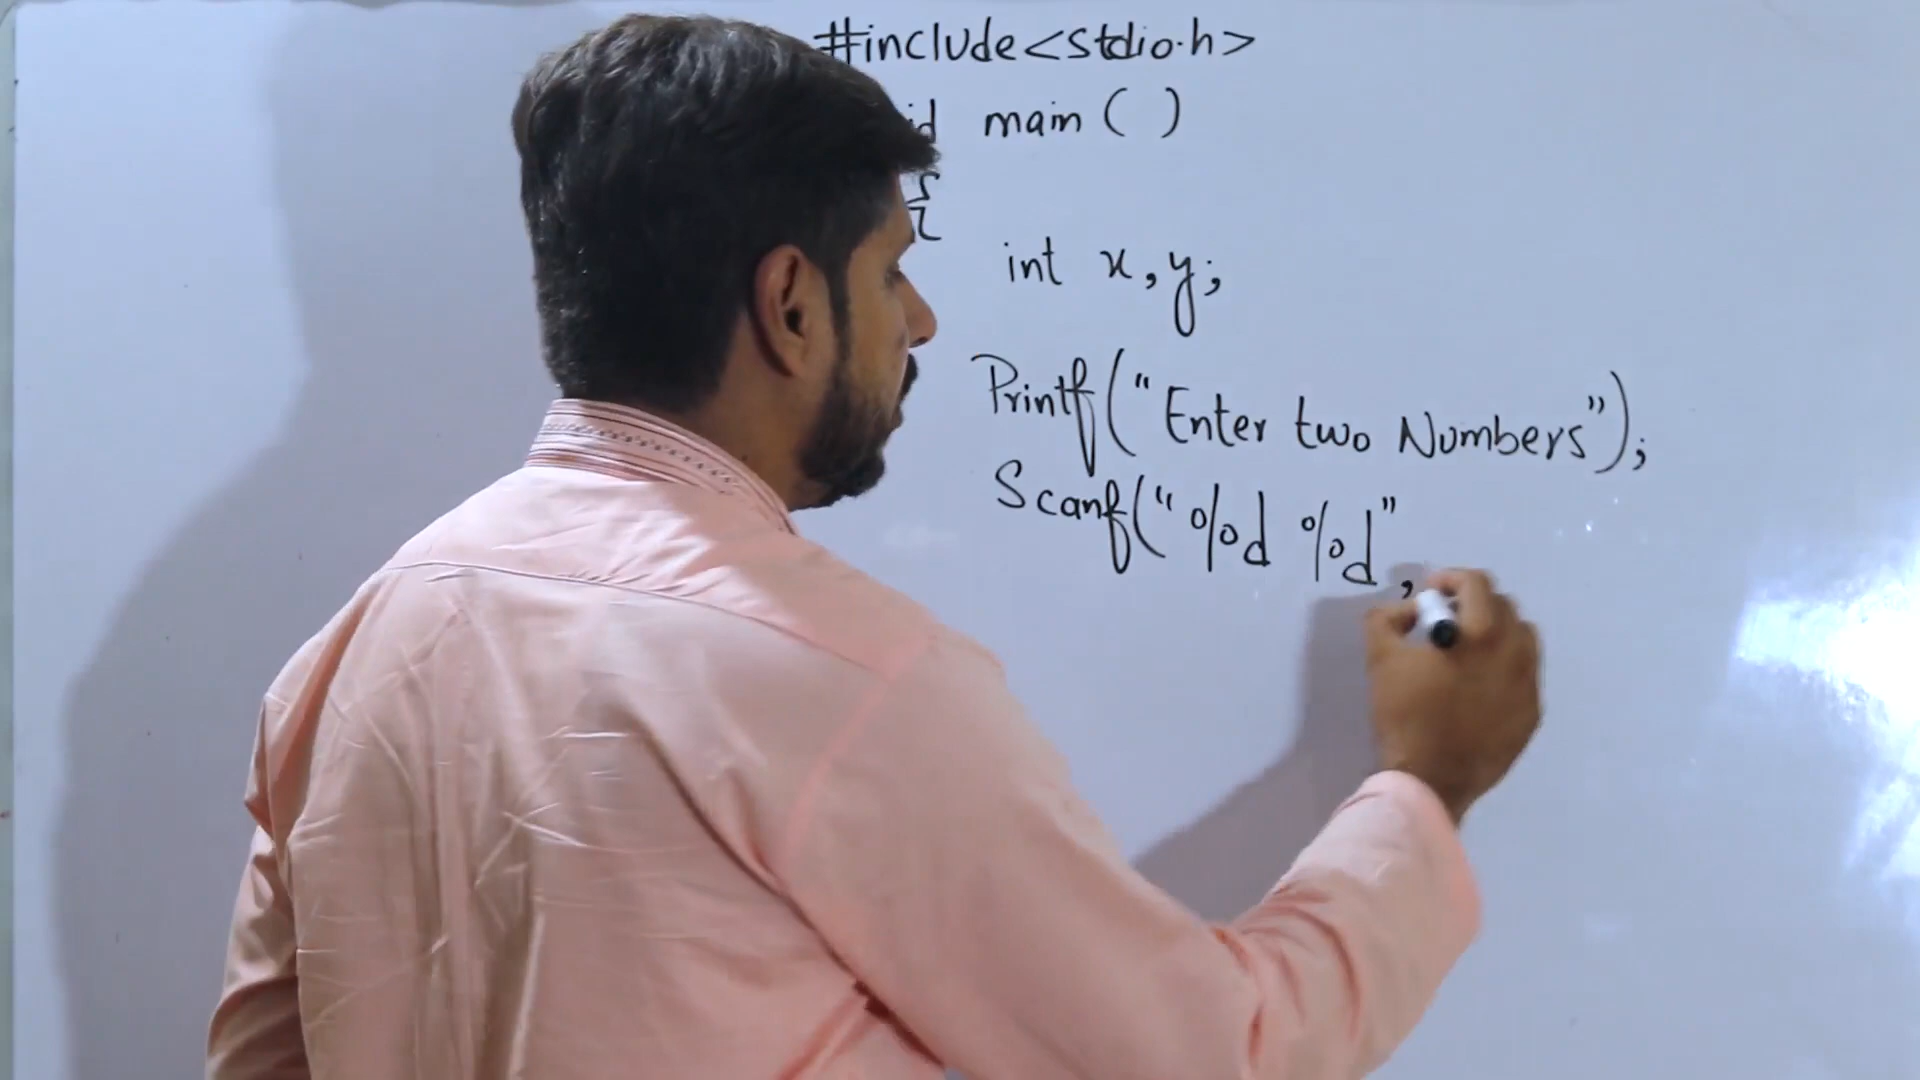 #include<stdio.h>
main ( )
{
int x, y;
Printf("Enter two Numbers");
Scanf("%d %d",